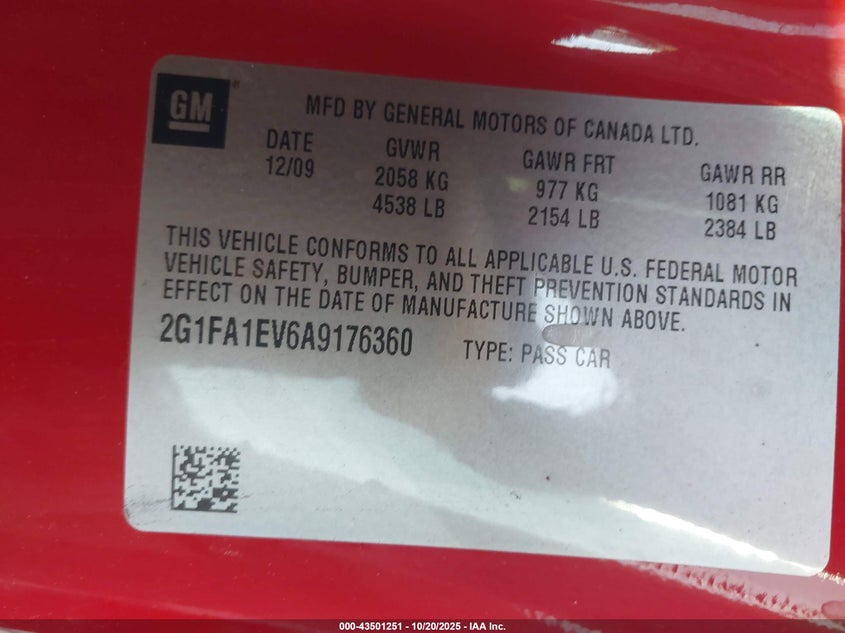 GM
MFD BY GENERAL MOTORS OF CANADA LTD.
DATE GVWR GAWR FRT GAWR RR
12/09 2058 KG 977 KG 1081 KG
4538 LB 2154 LB 2384 LB
THIS VEHICLE CONFORMS TO ALL APPLICABLE U.S. FEDERAL MOTOR
VEHICLE SAFETY, BUMPER, AND THEFT PREVENTION STANDARDS IN
EFFECT ON THE DATE OF MANUFACTURE SHOWN ABOVE.
2G1FA1EV6A9176360 TYPE: PASS CAR
000-43501251 - 10/20/2025 - IAA Inc.